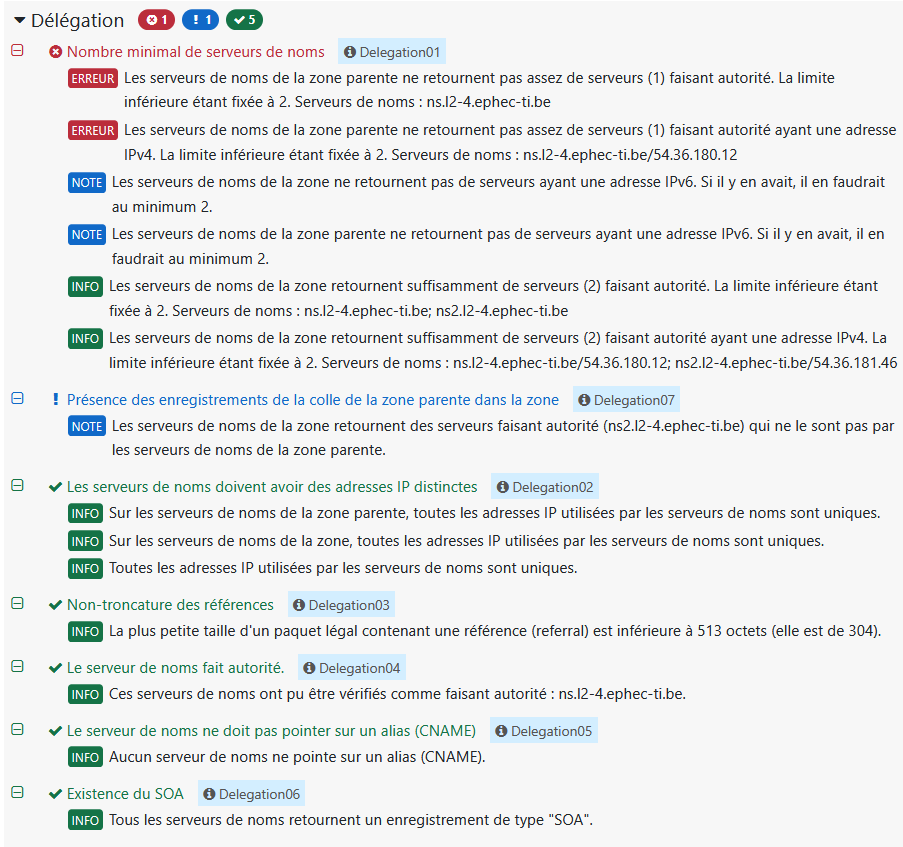 Délégation 1 ! 1 5
Nombre minimal de serveurs de noms Delegation01
ERREUR Les serveurs de noms de la zone parente ne retournent pas assez de serveurs (1) faisant autorité. La limite
inférieure étant fixée à 2. Serveurs de noms : ns.l2-4.ephec-ti.be
ERREUR Les serveurs de noms de la zone parente ne retournent pas assez de serveurs (1) faisant autorité ayant une adresse
IPv4. La limite inférieure étant fixée à 2. Serveurs de noms : ns.l2-4.ephec-ti.be/54.36.180.12
NOTE Les serveurs de noms de la zone ne retournent pas de serveurs ayant une adresse IPv6. Si il y en avait, il en faudrait
au minimum 2.
NOTE Les serveurs de noms de la zone parente ne retournent pas de serveurs ayant une adresse IPv6. Si il y en avait, il en
faudrait au minimum 2.
INFO Les serveurs de noms de la zone retournent suffisamment de serveurs (2) faisant autorité. La limite inférieure étant
fixée à 2. Serveurs de noms : ns.l2-4.ephec-ti.be; ns2.l2-4.ephec-ti.be
INFO Les serveurs de noms de la zone retournent suffisamment de serveurs (2) faisant autorité ayant une adresse IPv4. La
limite inférieure étant fixée à 2. Serveurs de noms : ns.l2-4.ephec-ti.be/54.36.180.12; ns2.l2-4.ephec-ti.be/54.36.181.46
! Présence des enregistrements de la colle de la zone parente dans la zone Delegation07
NOTE Les serveurs de noms de la zone retournent des serveurs faisant autorité (ns2.l2-4.ephec-ti.be) qui ne le sont pas par
les serveurs de noms de la zone parente.
Les serveurs de noms doivent avoir des adresses IP distinctes Delegation02
INFO Sur les serveurs de noms de la zone parente, toutes les adresses IP utilisées par les serveurs de noms sont uniques.
INFO Sur les serveurs de noms de la zone, toutes les adresses IP utilisées par les serveurs de noms sont uniques.
INFO Toutes les adresses IP utilisées par les serveurs de noms sont uniques.
Non-troncature des références Delegation03
INFO La plus petite taille d'un paquet légal contenant une référence (referral) est inférieure à 513 octets (elle est de 304).
Le serveur de noms fait autorité. Delegation04
INFO Ces serveurs de noms ont pu être vérifiés comme faisant autorité : ns.l2-4.ephec-ti.be.
Le serveur de noms ne doit pas pointer sur un alias (CNAME) Delegation05
INFO Aucun serveur de noms ne pointe sur un alias (CNAME).
Existence du SOA Delegation06
INFO Tous les serveurs de noms retournent un enregistrement de type "SOA".